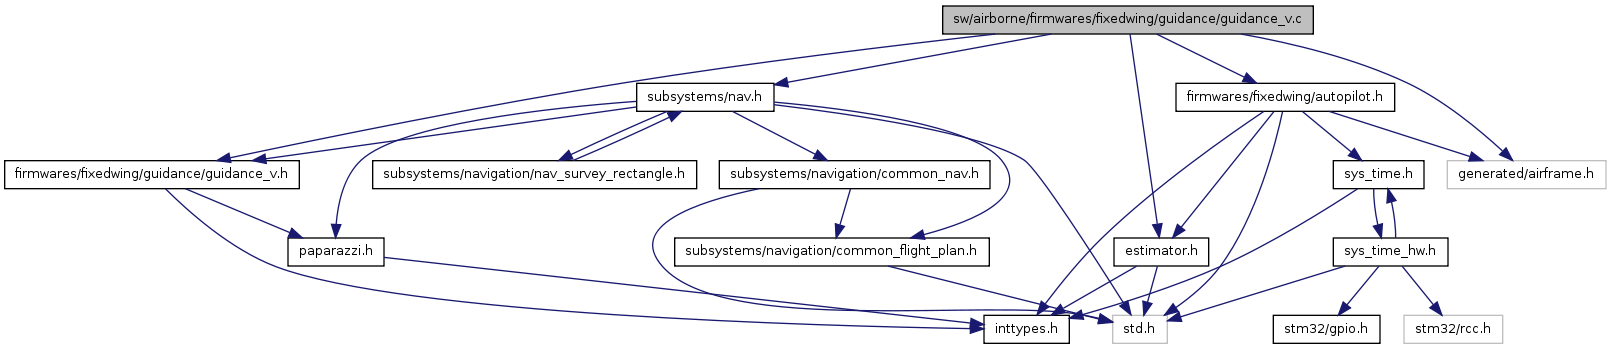 sw/airborne/firmwares/fixedwing/guidance/guidance_v.c
subsystems/nav.h
firmwares/fixedwing/autopilot.h
firmwares/fixedwing/guidance/guidance_v.h
subsystems/navigation/nav_survey_rectangle.h
subsystems/navigation/common_nav.h
sys_time.h
generated/airframe.h
paparazzi.h
subsystems/navigation/common_flight_plan.h
estimator.h
sys_time_hw.h
inttypes.h
std.h
stm32/gpio.h
stm32/rcc.h